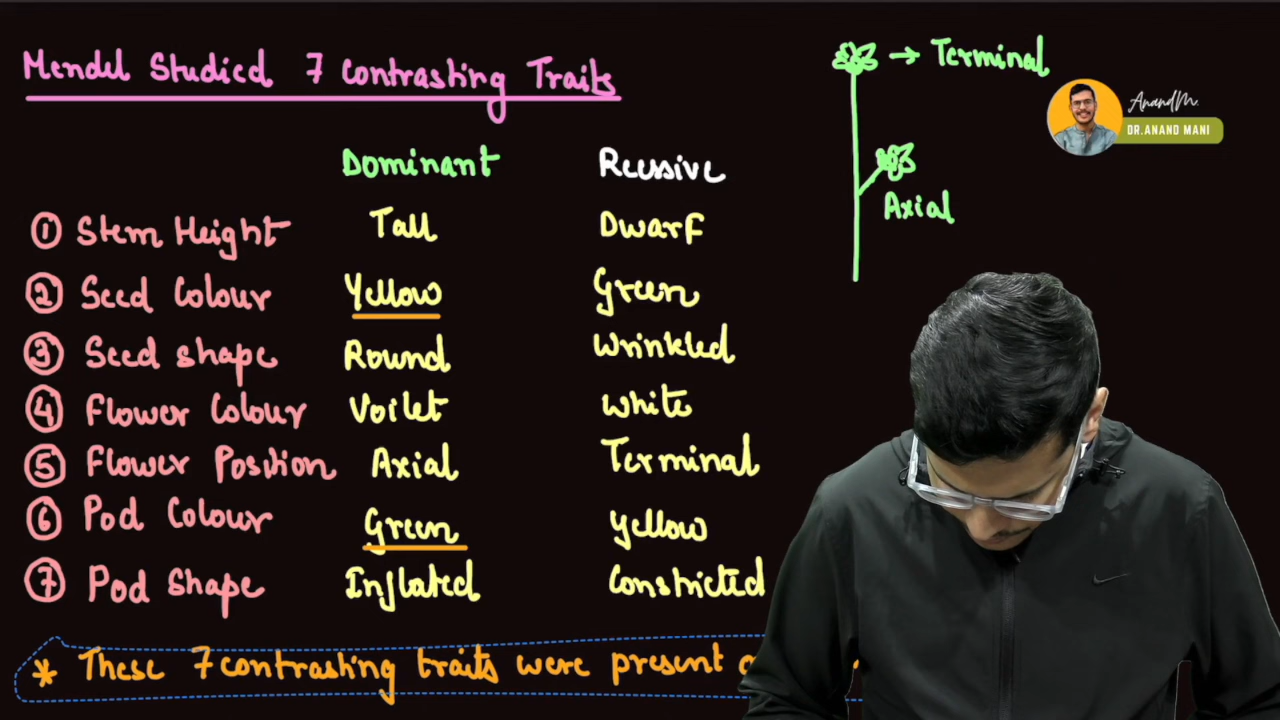 Mendel Studied 7 Contrasting Traits
Terminal
AnandM.
DR.ANAND MANI
Axial
Dominant Recessive
1 Stem Height Tall Dwarf
2 Seed Colour Yellow Green
3 Seed shape Round Wrinkled
4 Flower Colour Voilet White
5 Flower Position Axial Terminal
6 Pod Colour Green Yellow
7 Pod Shape Inflated Constricted
* These 7 contrasting traits were present